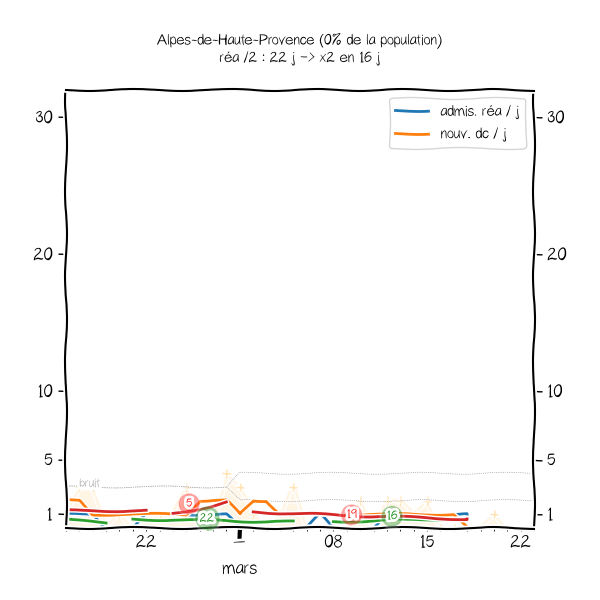 Alpes-de-Haute-Provence (0% de la population)
réa /2 : 22 j -> x2 en 16 j
admis. réa / j
nouv. dc / j
30 30
20 20
10 10
5 5
bruit
5
22
19
16
1 1
22 1 08 15 22
mars